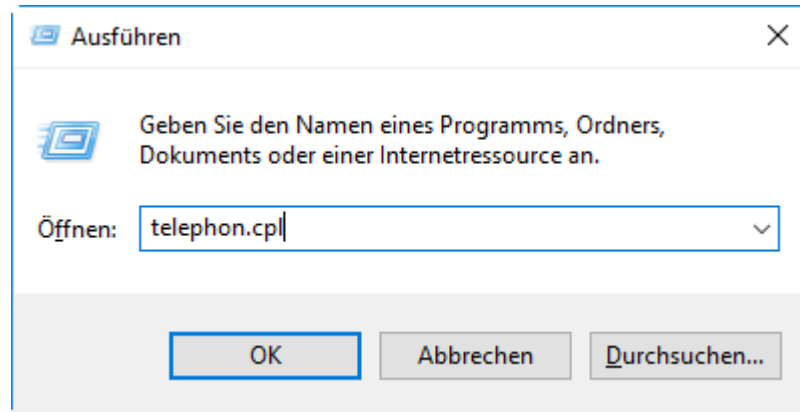 Ausführen
Geben Sie den Namen eines Programms, Ordners,
Dokuments oder einer Internetressource an.
Öffnen: telephon.cpl
OK Abbrechen Durchsuchen...